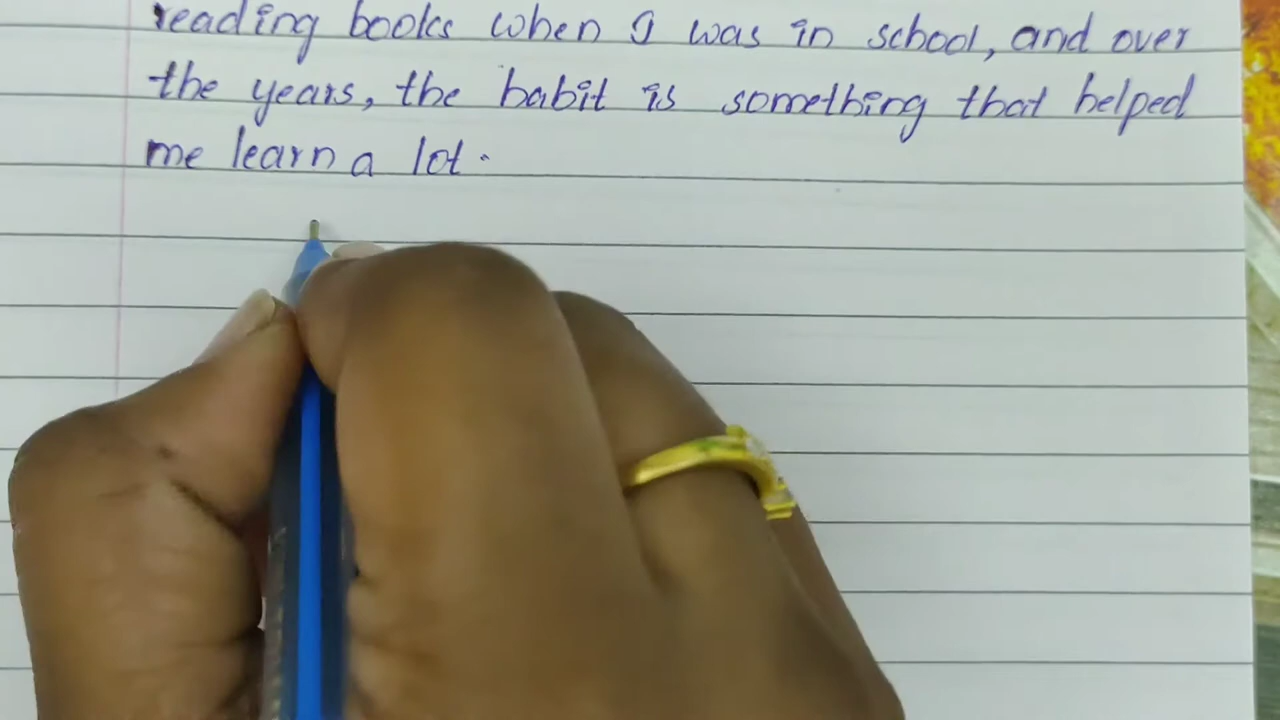 reading books when I was in school, and over
the years, the habit is something that helped
me learn a lot.